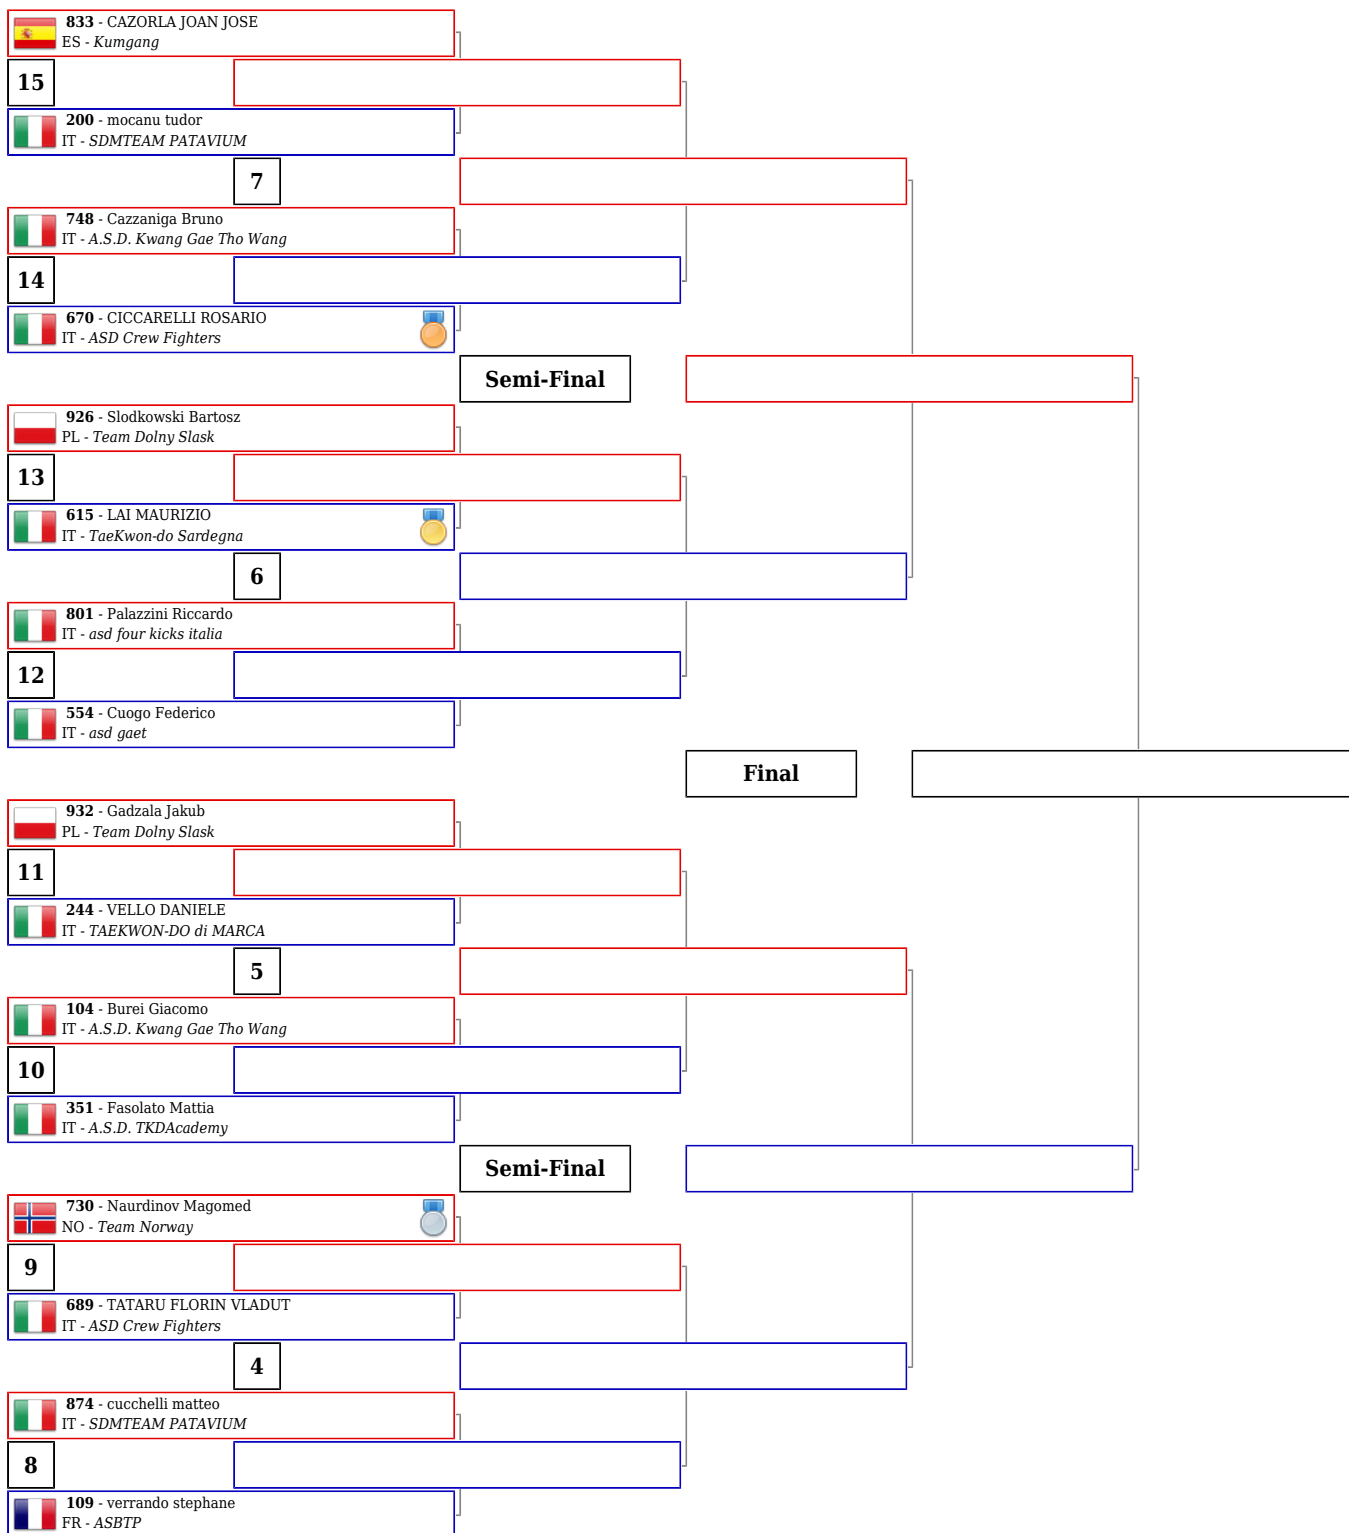 833 - CAZORLA JOAN JOSE
ES - Kumgang
15
200 - mocanu tudor
IT - SDMTEAM PATAVIUM
7
748 - Cazzaniga Bruno
IT - A.S.D. Kwang Gae Tho Wang
14
670 - CICCARELLI ROSARIO
IT - ASD Crew Fighters
Semi-Final
926 - Slodkowski Bartosz
PL - Team Dolny Slask
13
615 - LAI MAURIZIO
IT - TaeKwon-do Sardegna
6
801 - Palazzini Riccardo
IT - asd four kicks italia
12
554 - Cuogo Federico
IT - asd gaet
Final
932 - Gadzala Jakub
PL - Team Dolny Slask
11
244 - VELLO DANIELE
IT - TAEKWON-DO di MARCA
5
104 - Burei Giacomo
IT - A.S.D. Kwang Gae Tho Wang
10
351 - Fasolato Mattia
IT - A.S.D. TKDAcademy
Semi-Final
730 - Naurdinov Magomed
NO - Team Norway
9
689 - TATARU FLORIN VLADUT
IT - ASD Crew Fighters
4
874 - cucchelli matteo
IT - SDMTEAM PATAVIUM
8
109 - verrando stephane
FR - ASBTP